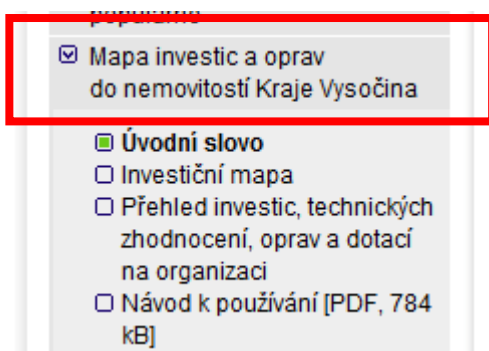 populárně
Mapa investic a oprav
do nemovitostí Kraje Vysočina
Úvodní slovo
Investiční mapa
Přehled investic, technických
zhodnocení, oprav a dotací
na organizaci
Návod k používání [PDF, 784
kB]